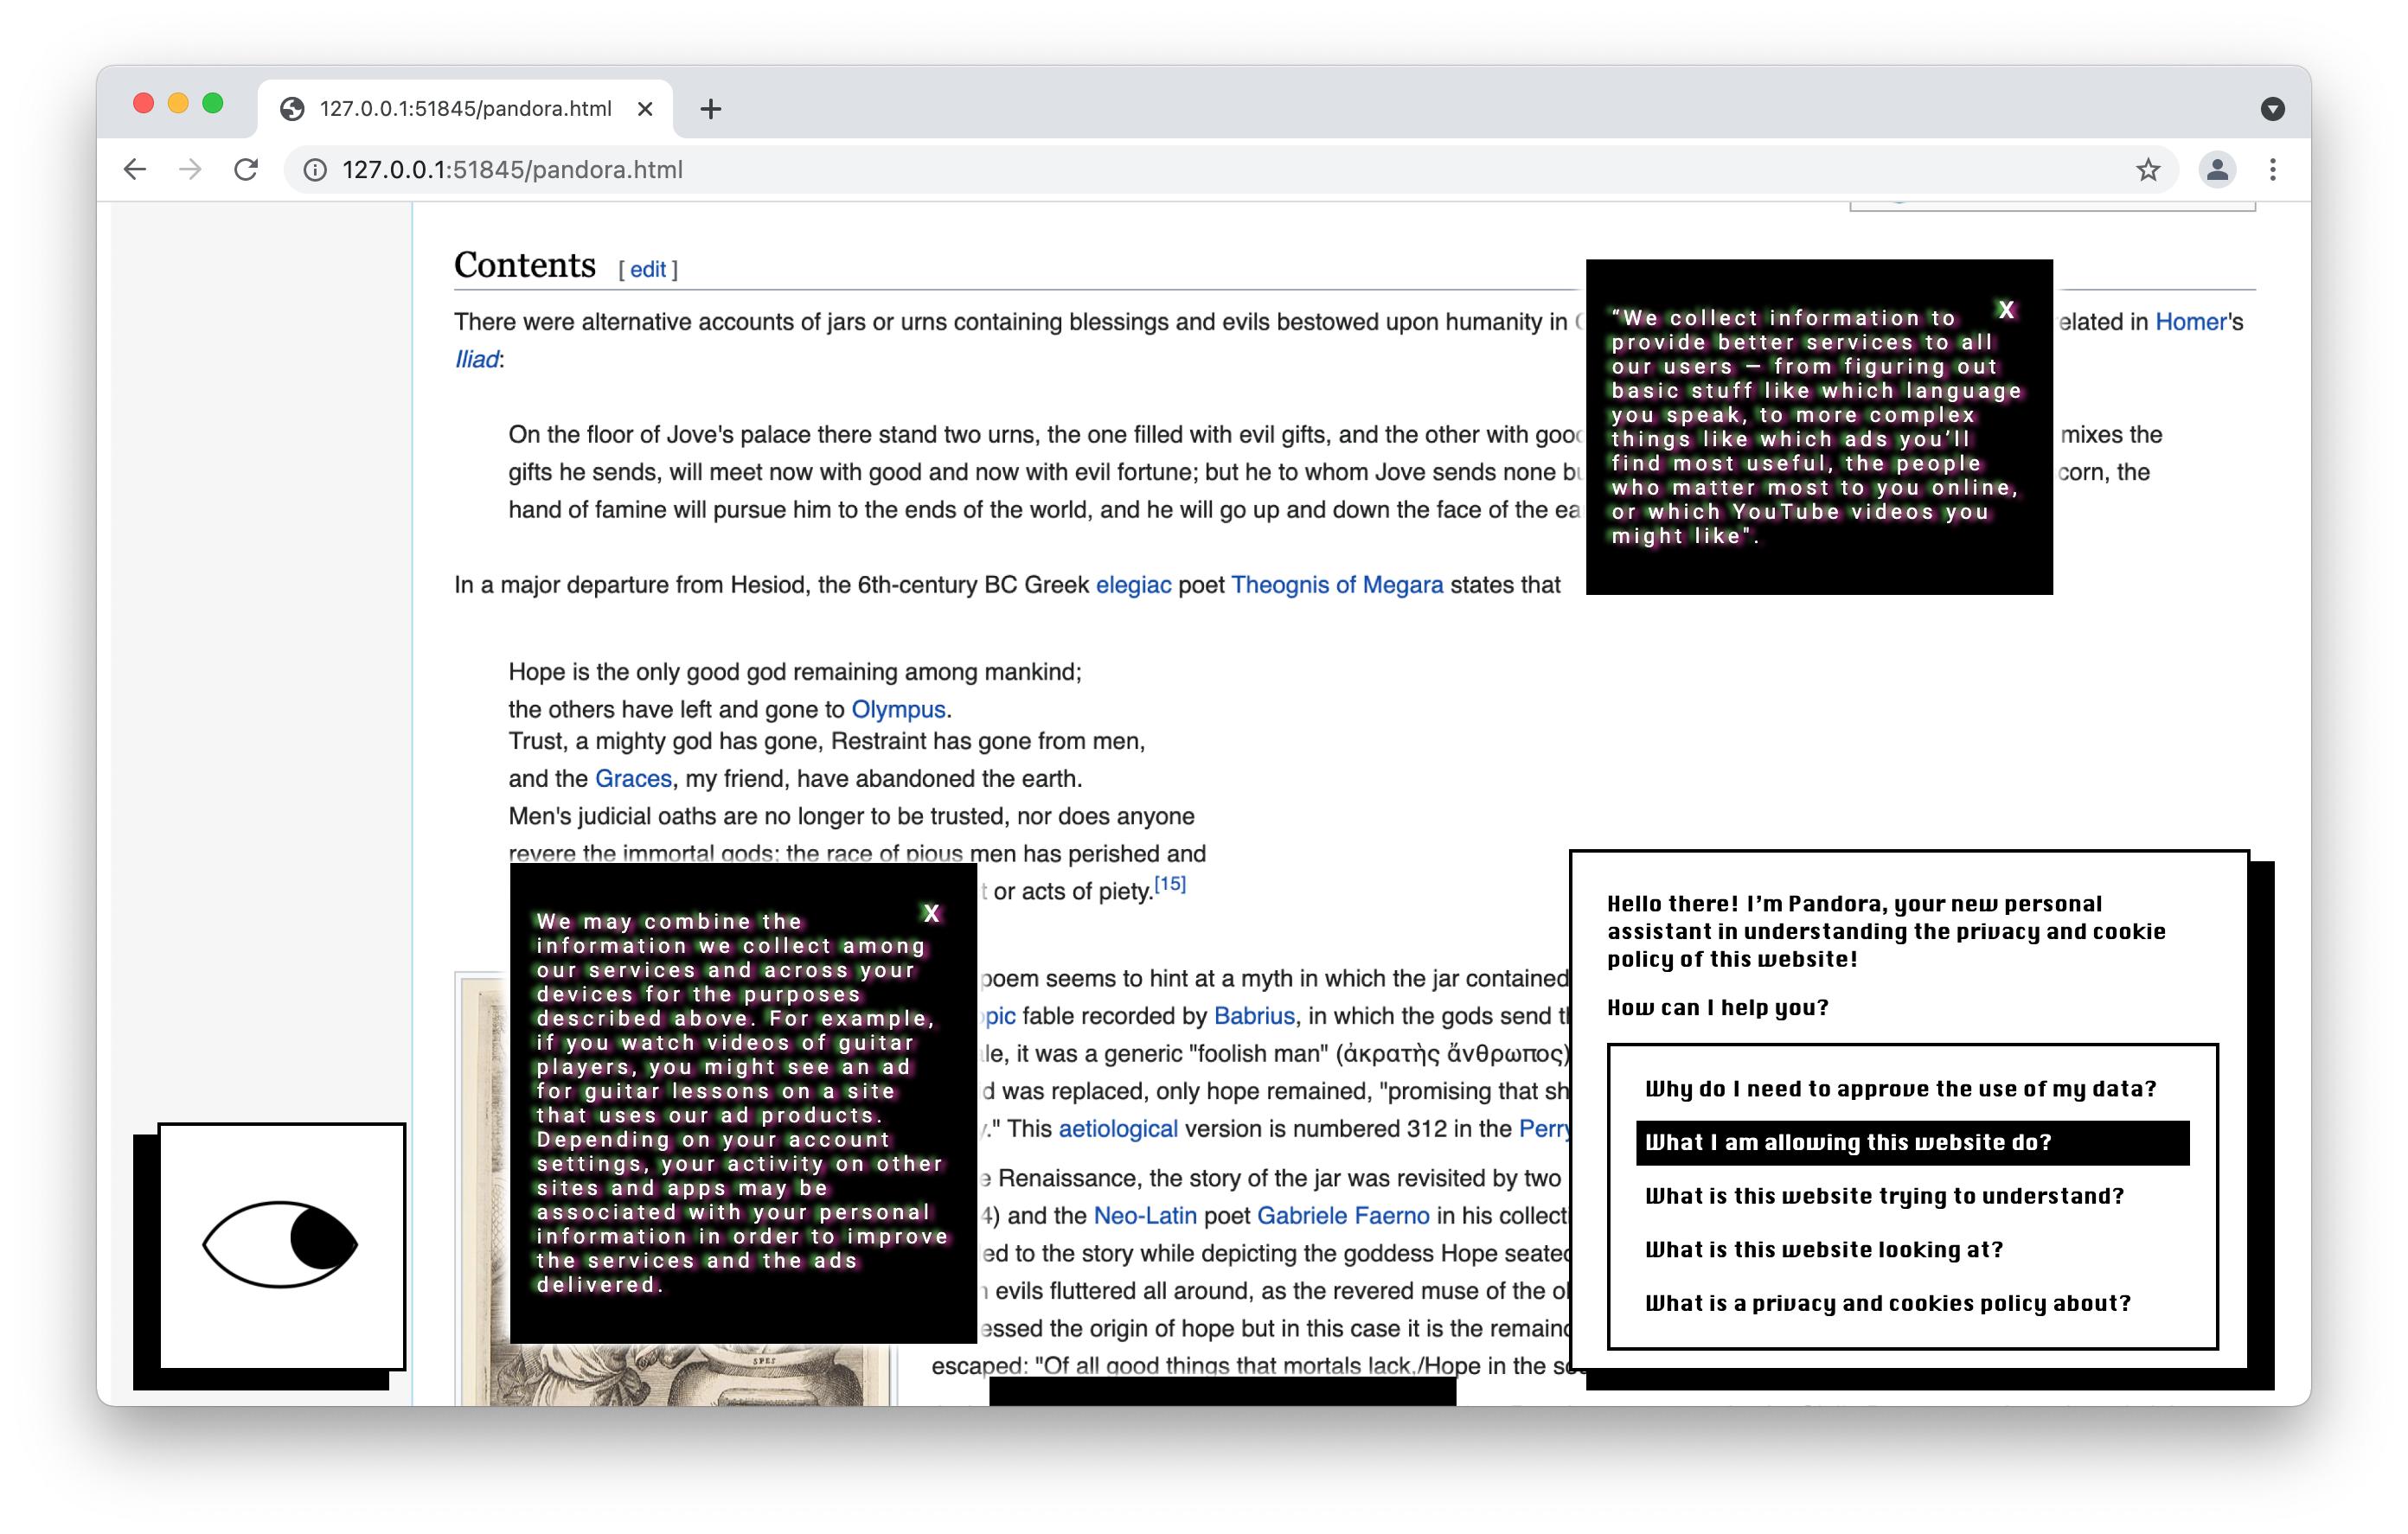 127.0.0.1:51845/pandora.html
127.0.0.1:51845/pandora.html
Contents [ edit ]
There were alternative accounts of jars or urns containing blessings and evils bestowed upon humanity in
elated in Homer's
Iliad:
On the floor of Jove's palace there stand two urns, the one filled with evil gifts, and the other with good
mixes the
gifts he sends, will meet now with good and now with evil fortune; but he to whom Jove sends none
corn, the
hand of famine will pursue him to the ends of the world, and he will go up and down the face of the ea
In a major departure from Hesiod, the 6th-century BC Greek elegiac poet Theognis of Megara states that
Hope is the only good god remaining among mankind;
the others have left and gone to Olympus.
Trust, a mighty god has gone, Restraint has gone from men,
and the Graces, my friend, have abandoned the earth.
Men's judicial oaths are no longer to be trusted, nor does anyone
revere the immortal gods; the race of pious men has perished and
t or acts of piety.[15]
poem seems to hint at a myth in which the jar contained
pic fable recorded by Babrius, in which the gods send th
le, it was a generic "foolish man" (ἀκρατὴς ἄνθρωπος)
d was replaced, only hope remained, "promising that sh
." This aetiological version is numbered 312 in the Perry
e Renaissance, the story of the jar was revisited by two
4) and the Neo-Latin poet Gabriele Faerno in his collecti
ed to the story while depicting the goddess Hope seated
evils fluttered all around, as the revered muse of the ol
essed the origin of hope but in this case it is the remaind
escaped: "Of all good things that mortals lack,/Hope in the so
SPES
X
“We collect information to
provide better services to all
our users — from figuring out
basic stuff like which language
you speak, to more complex
things like which ads you’ll
find most useful, the people
who matter most to you online,
or which YouTube videos you
might like".
X
We may combine the
information we collect among
our services and across your
devices for the purposes
described above. For example,
if you watch videos of guitar
players, you might see an ad
for guitar lessons on a site
that uses our ad products.
Depending on your account
settings, your activity on other
sites and apps may be
associated with your personal
information in order to improve
the services and the ads
delivered.
Hello there! I’m Pandora, your new personal
assistant in understanding the privacy and cookie
policy of this website!
How can I help you?
Why do I need to approve the use of my data?
What I am allowing this website do?
What is this website trying to understand?
What is this website looking at?
What is a privacy and cookies policy about?